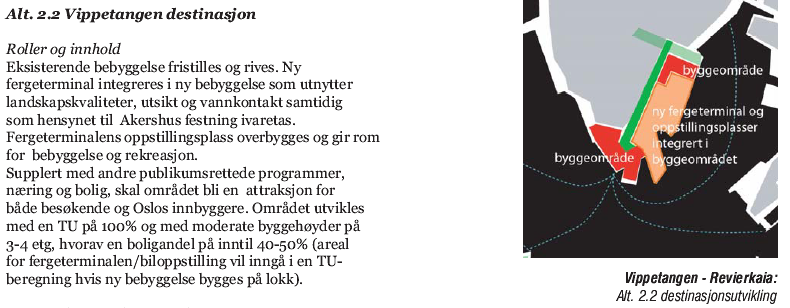 Alt. 2.2 Vippetangen destinasjon
Roller og innhold
Eksisterende bebyggelse fristilles og rives. Ny
fergeterminal integreres i ny bebyggelse som utnytter
landskapskvaliteter, utsikt og vannkontakt samtidig
som hensynet til Akershus festning ivaretas.
Fergeterminalens oppstillingsplass overbygges og gir rom
for bebyggelse og rekreasjon.
Supplert med andre publikumsrettede programmer,
næring og bolig, skal området bli en attraksjon for
både besøkende og Oslos innbyggere. Området utvikles
med en TU på 100% og med moderate byggehøyder på
3-4 etg, hvorav en boligandel på inntil 40-50% (areal
for fergeterminalen/biloppstilling vil inngå i en TU-
beregning hvis ny bebyggelse bygges på lokk).
byggeområde
ny fergeterminal og
oppstillingsplasser
integrert i
byggeområdet
byggeområde
Vippetangen - Revierkaia:
Alt. 2.2 destinasjonsutvikling